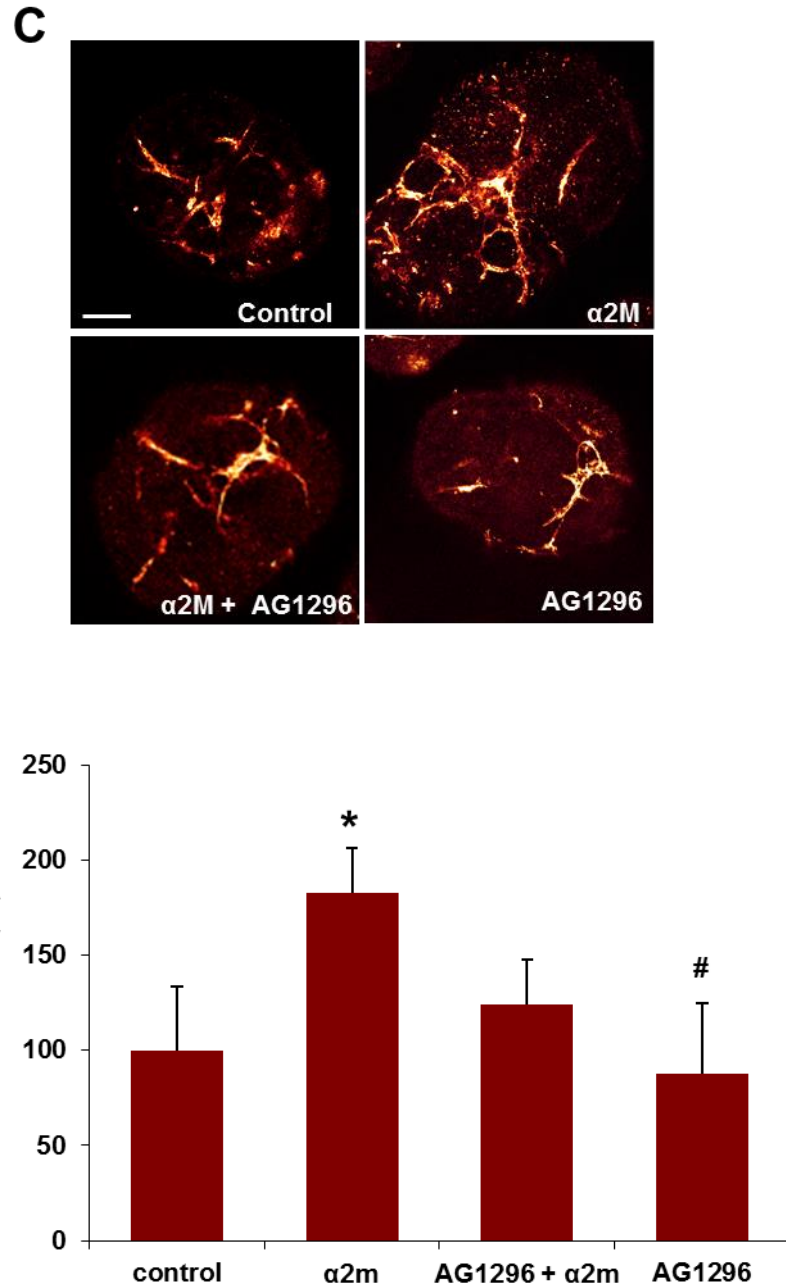 C
Control
α2M
α2M + AG1296
AG1296
250
200
150
100
50
0
*
#
control
α2m
AG1296 + α2m
AG1296